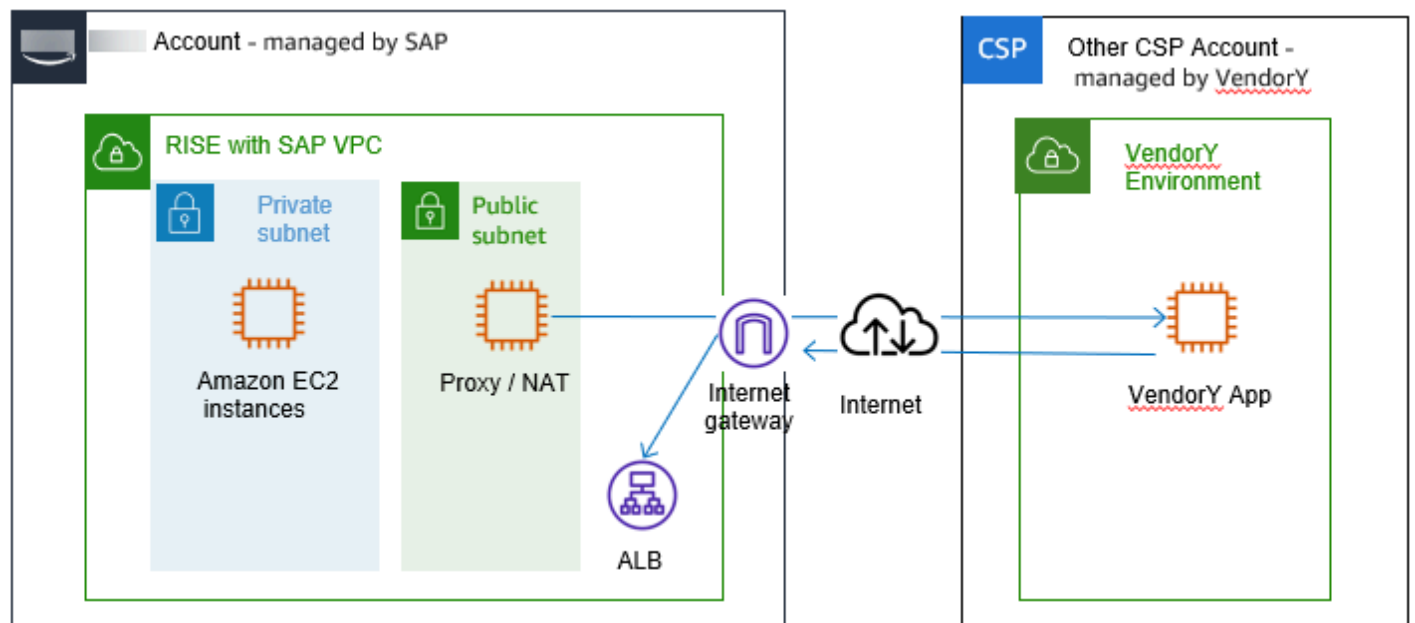 Account - managed by SAP
CSP
Other CSP Account -
managed by VendorY
RISE with SAP VPC
Private
subnet
Public
subnet
VendorY
Environment
Amazon EC2
instances
Proxy / NAT
Internet
gateway
Internet
VendorY App
ALB